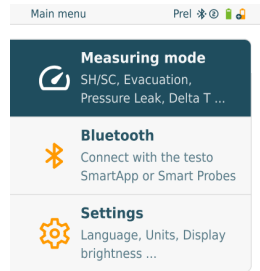 Main menu Prel 2
Measuring mode
SH/SC, Evacuation,
Pressure Leak, Delta T ...
Bluetooth
Connect with the testo
SmartApp or Smart Probes
Settings
Language, Units, Display
brightness ...